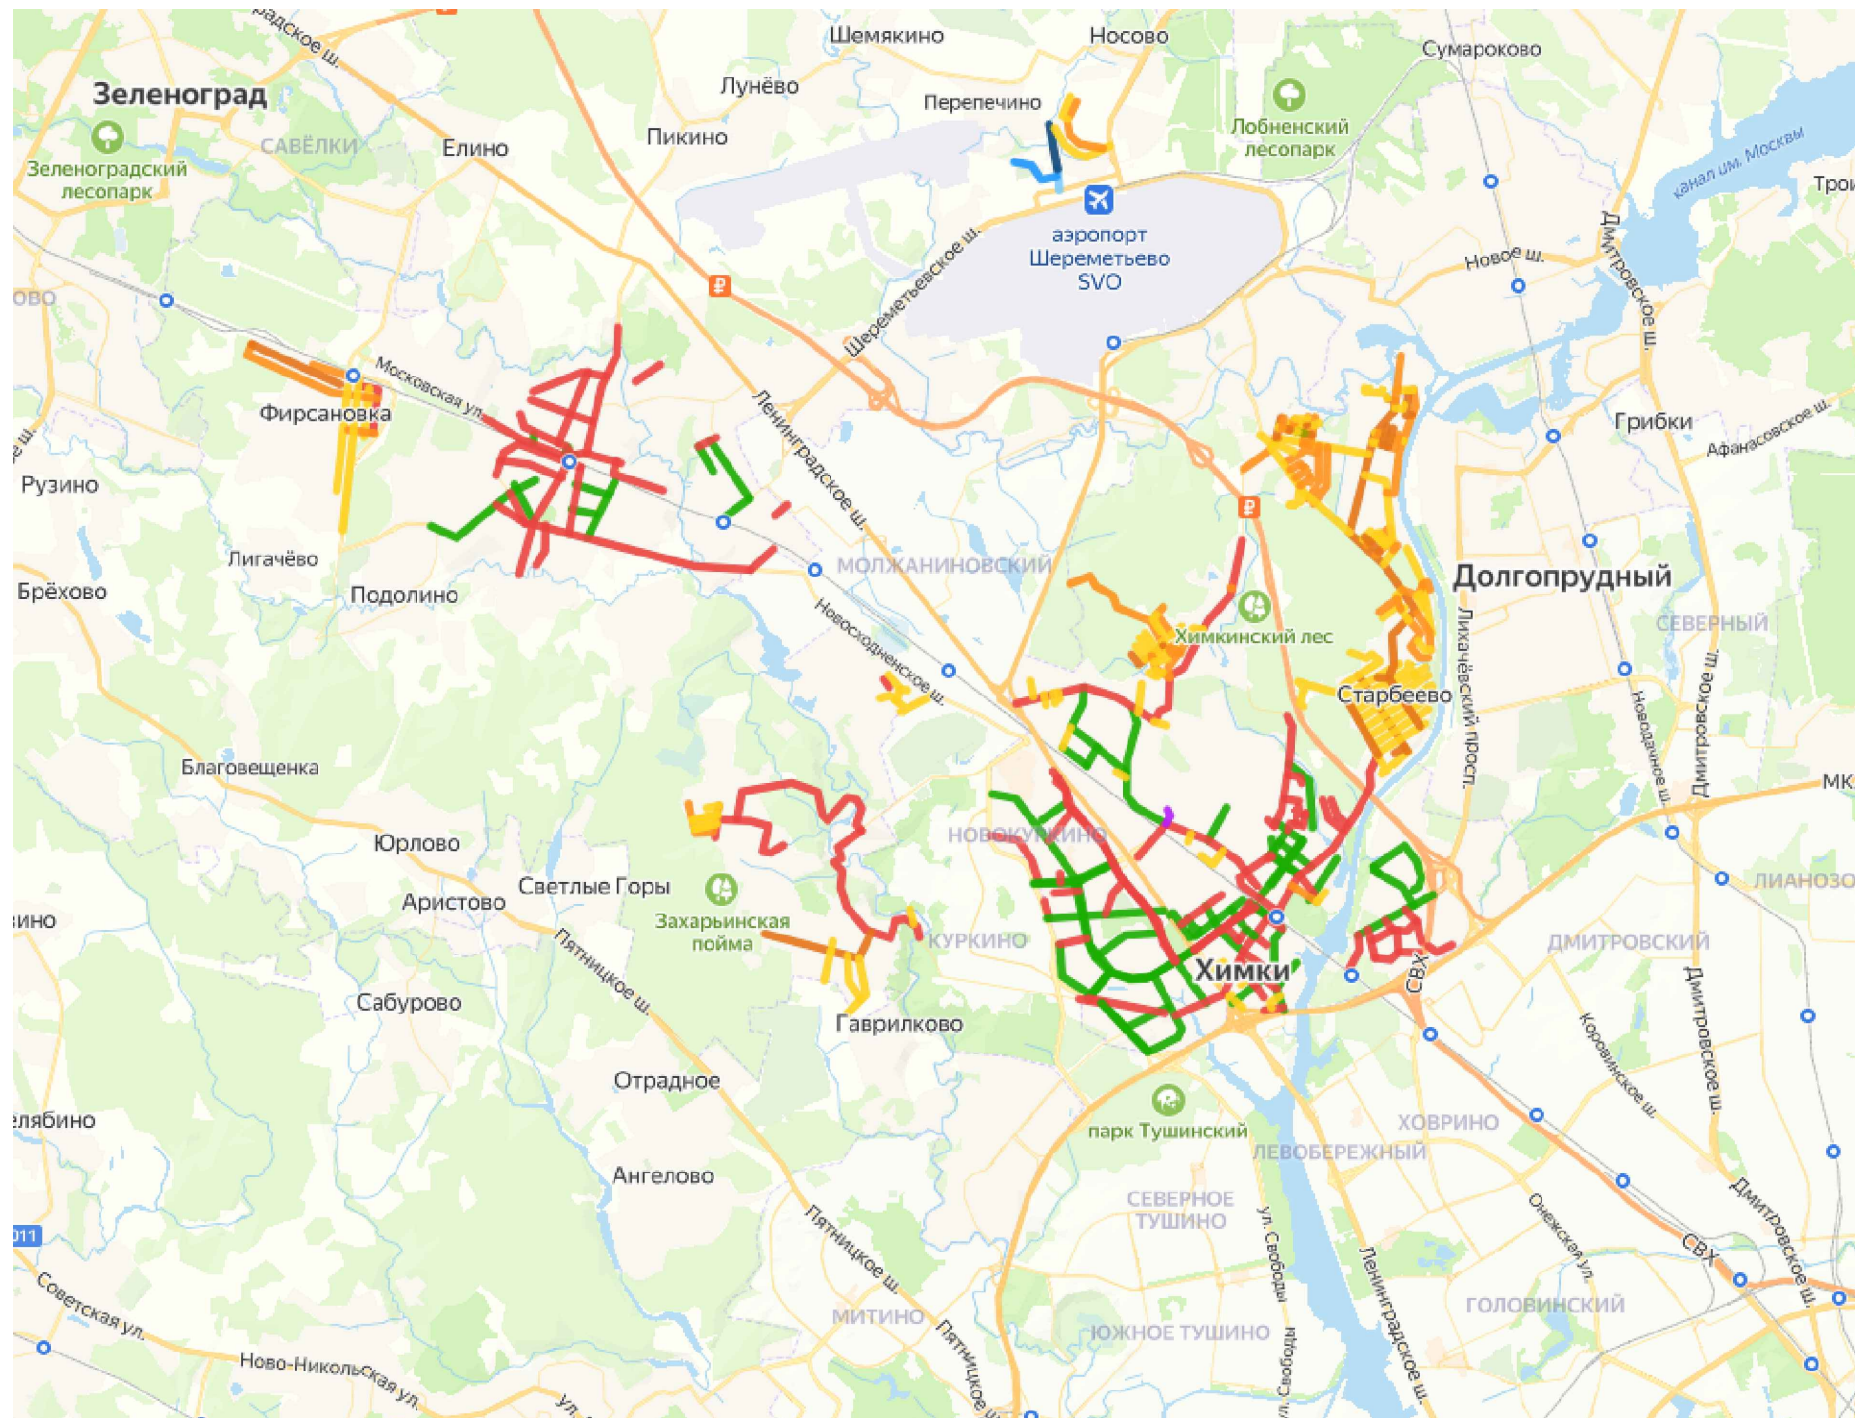 Шемякино
Носово
Сумароково
Зеленоград
Лунёво
Перепечино
Лобненский
лесопарк
САВЁЛКИ
Елино
Пикино
Зеленоградский
лесопарк
канал им. Москвы
аэропорт
Шереметьево
SVO
Шереметьевское ш.
Новое ш.
Дмитровское ш.
Московская ул.
Фирсановка
Ленинградское ш.
Грибки
Афанасовское ш.
Рузино
Лигачёво
МОЛЖАНИНОВСКИЙ
Долгопрудный
Брёхово
Подолино
Новосходненское ш.
Химкинский лес
Лихачёвский просп.
СЕВЕРНЫЙ
Старбеево
Новодачное ш.
Дмитровское ш.
Благовещенка
Юрлово
НОВОКУРКИНО
Светлые Горы
Аристово
Захарьинская
пойма
КУРКИНО
ДМИТРОВСКИЙ
Пятницкое ш.
Химки
СВХ
Сабурово
Гаврилково
Дмитровское ш.
Коровинское ш.
Отрадное
парк Тушинский
ХОВРИНО
ЛЕВОБЕРЕЖНЫЙ
Ангелово
СЕВЕРНОЕ
ТУШИНО
ул. Свободы
Пятницкое ш.
Онежская ул.
Дмитровское ш.
СВХ
Советская ул.
МИТИНО
ЮЖНОЕ ТУШИНО
Ленинградское ш.
ГОЛОВИНСКИЙ
Ново-Никольская ул.
Пятницкое ш.
ул. Свободы